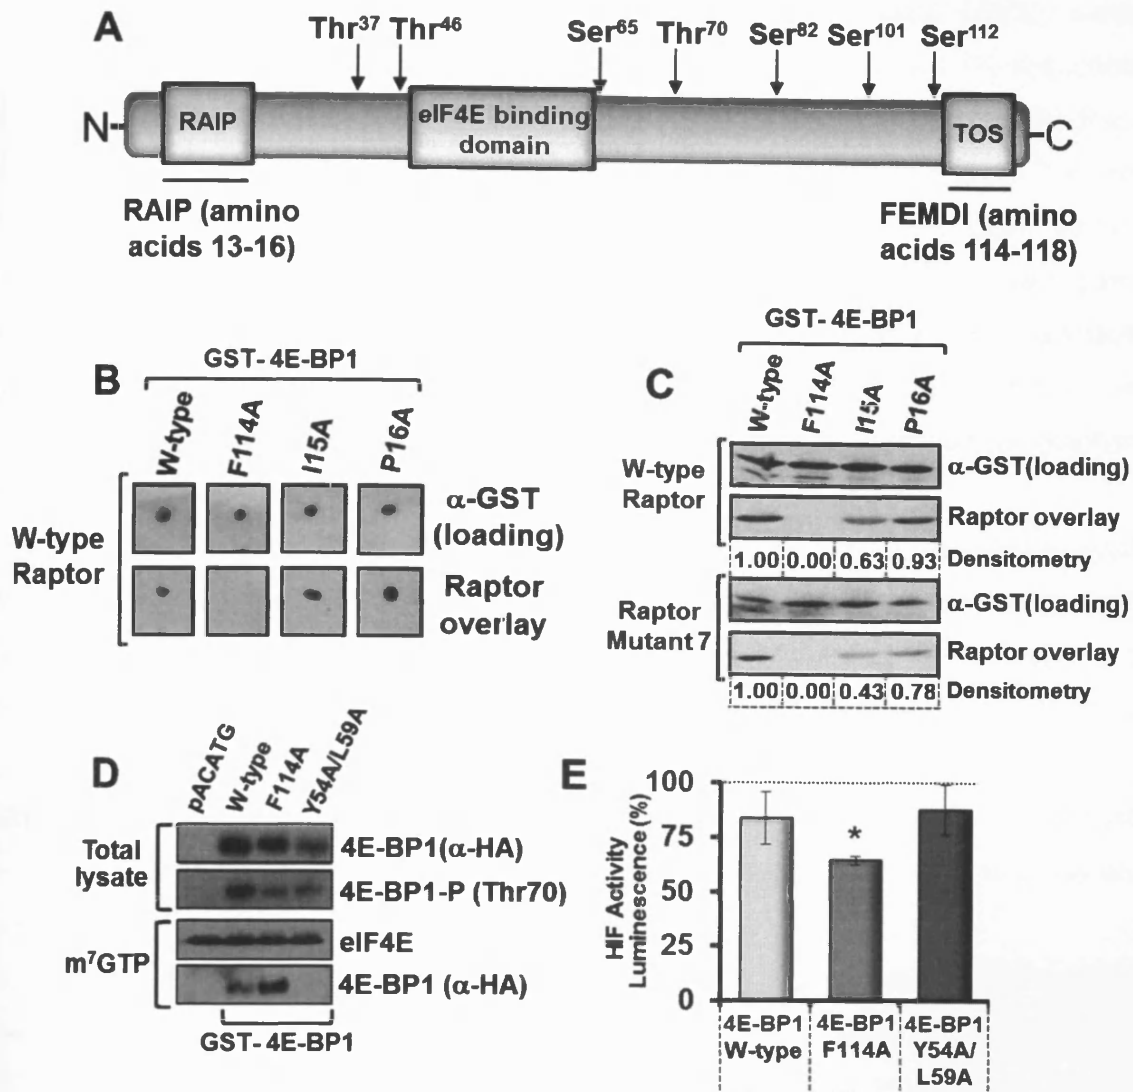 A
Thr37 Thr46 Ser65 Thr70 Ser82 Ser101 Ser112
N- RAIP eIF4E binding domain TOS -C
RAIP (amino acids 13-16)
FEMDI (amino acids 114-118)
B
GST- 4E-BP1
W-type F114A I15A P16A
W-type Raptor
α-GST (loading)
Raptor overlay
C
GST- 4E-BP1
W-type F114A I15A P16A
W-type Raptor
α-GST(loading)
Raptor overlay
1.00 0.00 0.63 0.93 Densitometry
Raptor Mutant 7
α-GST(loading)
Raptor overlay
1.00 0.00 0.43 0.78 Densitometry
D
pACATG W-type F114A Y54A/L59A
Total lysate
4E-BP1(α-HA)
4E-BP1-P (Thr70)
m7GTP
eIF4E
4E-BP1 (α-HA)
GST- 4E-BP1
E
HIF Activity Luminescence (%)
100
75
50
25
0
*
4E-BP1 W-type
4E-BP1 F114A
4E-BP1 Y54A/ L59A